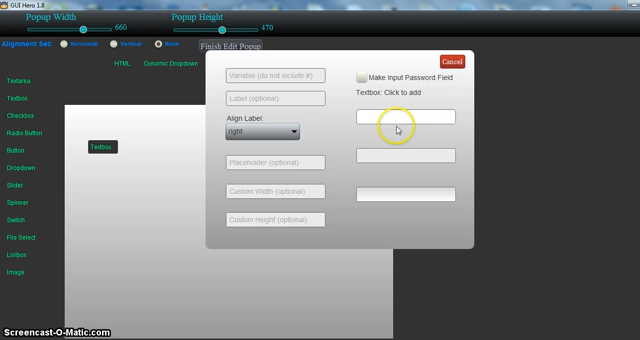 GUI Hero 1.8
Popup Width
660
Popup Height
470
Alignment Set:
Horizontal
Vertical
None
Finish Edit Popup
HTML
Dynamic Dropdown
Textarea
Textbox
Checkbox
Radio Button
Button
Dropdown
Slider
Spinner
Switch
File Select
Listbox
Image
Textbox
Cancel
Variable (do not include #)
Make Input Password Field
Label (optional)
Textbox: Click to add
Align Label:
right
Placeholder (optional)
Custom Width (optional)
Custom Height (optional)
Screencast-O-Matic.com